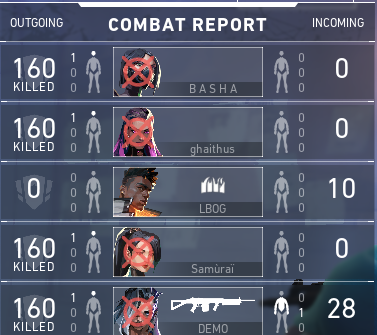 OUTGOING COMBAT REPORT INCOMING
160 KILLED 1 0 0 BASHA 0 0 0 0
160 KILLED 1 0 0 ghaithus 0 0 0 0
0 0 0 0 LBOG 0 0 0 10
160 KILLED 1 0 0 Samùraï 0 0 0 0
160 KILLED 1 0 0 DEMO 0 1 0 28